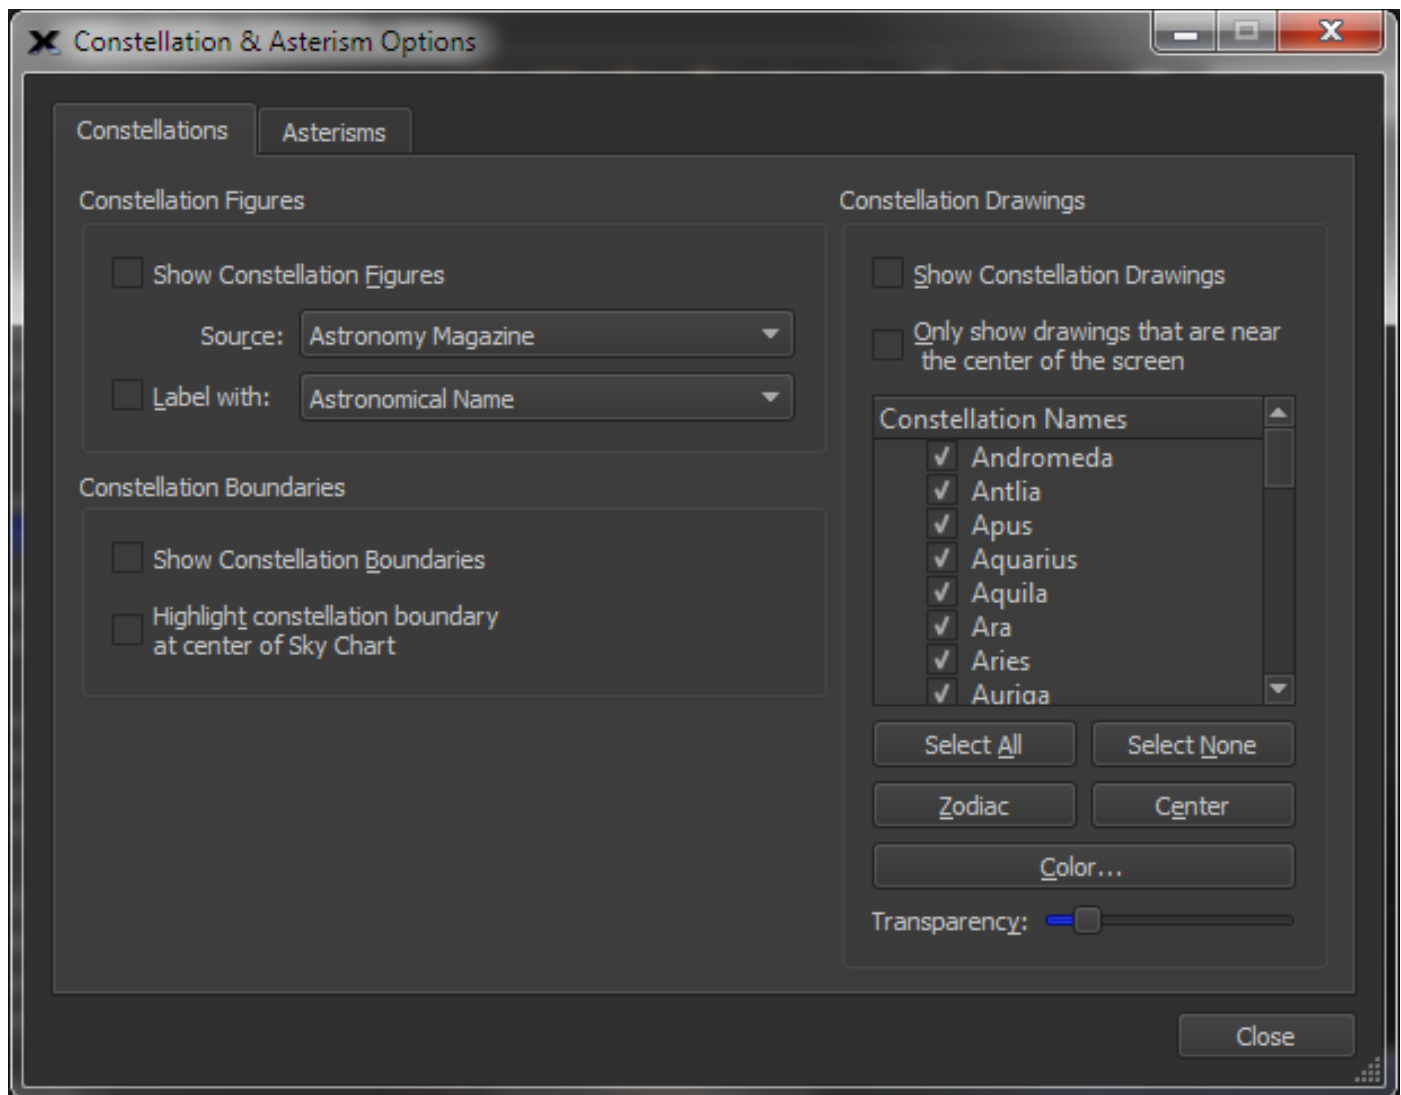 Constellation & Asterism Options
Constellations
Asterisms
Constellation Figures
Show Constellation Figures
Source: Astronomy Magazine
Label with: Astronomical Name
Constellation Boundaries
Show Constellation Boundaries
Highlight constellation boundary
at center of Sky Chart
Constellation Drawings
Show Constellation Drawings
Only show drawings that are near
the center of the screen
Constellation Names
Andromeda
Antlia
Apus
Aquarius
Aquila
Ara
Aries
Auriga
Select All
Select None
Zodiac
Center
Color...
Transparency:
Close